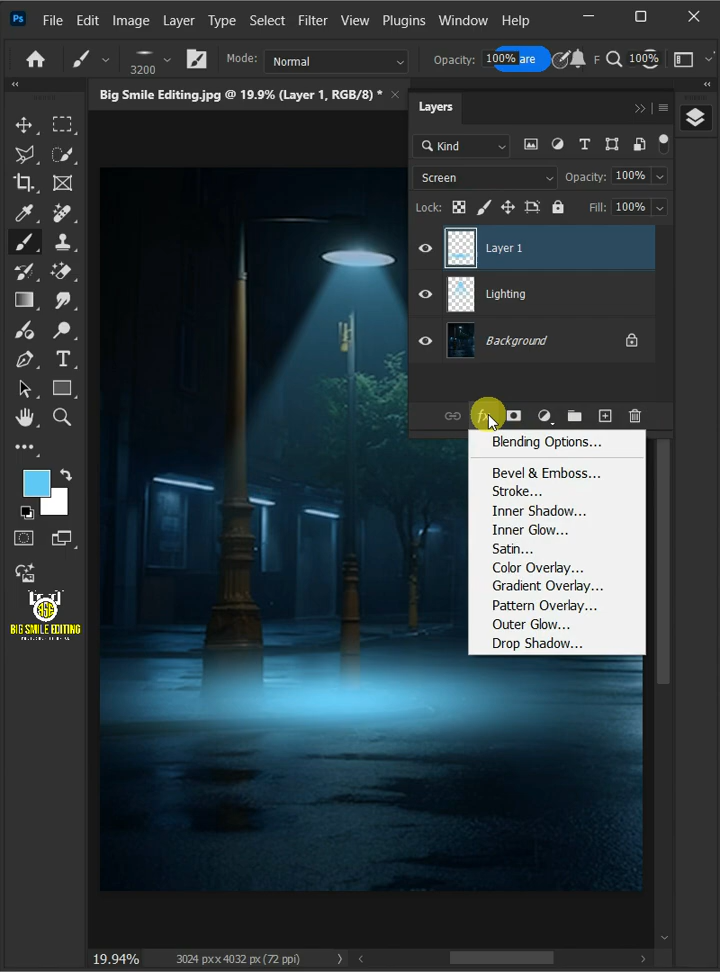 Ps File Edit Image Layer Type Select Filter View Plugins Window Help
3200 Mode: Normal Opacity: 100% are F 100%
Big Smile Editing.jpg @ 19.9% (Layer 1, RGB/8) *
Layers
Kind
Screen Opacity: 100%
Lock: Fill: 100%
Layer 1
Lighting
Background
fx
Blending Options...
Bevel & Emboss...
Stroke...
Inner Shadow...
Inner Glow...
Satin...
Color Overlay...
Gradient Overlay...
Pattern Overlay...
Outer Glow...
Drop Shadow...
BIG SMILE EDITING
19.94% 3024 px x 4032 px (72 ppi)